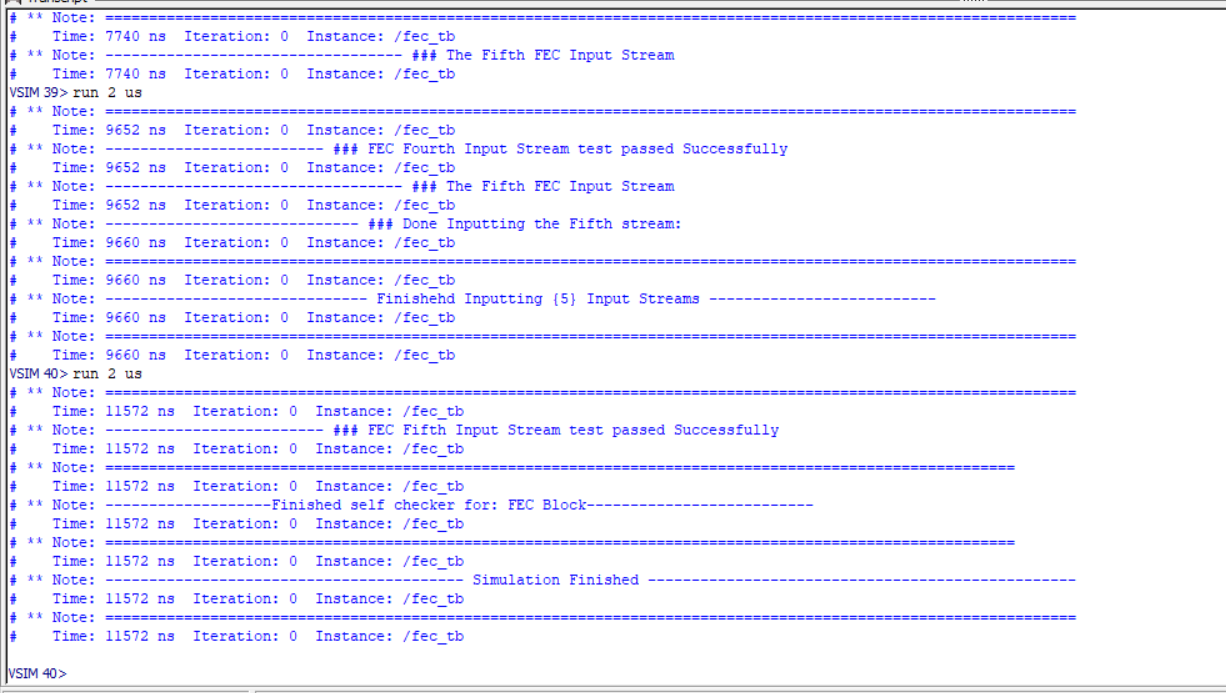 Transcript
# ** Note: ===============================================================================================================
#    Time: 7740 ns  Iteration: 0  Instance: /fec_tb
# ** Note: ---------------------------------- ### The Fifth FEC Input Stream
#    Time: 7740 ns  Iteration: 0  Instance: /fec_tb
VSIM 39> run 2 us
# ** Note: ===============================================================================================================
#    Time: 9652 ns  Iteration: 0  Instance: /fec_tb
# ** Note: ------------------------- ### FEC Fourth Input Stream test passed Successfully
#    Time: 9652 ns  Iteration: 0  Instance: /fec_tb
# ** Note: ---------------------------------- ### The Fifth FEC Input Stream
#    Time: 9652 ns  Iteration: 0  Instance: /fec_tb
# ** Note: ----------------------------- ### Done Inputting the Fifth stream:
#    Time: 9660 ns  Iteration: 0  Instance: /fec_tb
# ** Note: ===============================================================================================================
#    Time: 9660 ns  Iteration: 0  Instance: /fec_tb
# ** Note: ------------------------------ Finishehd Inputting {5} Input Streams --------------------------
#    Time: 9660 ns  Iteration: 0  Instance: /fec_tb
# ** Note: ===============================================================================================================
#    Time: 9660 ns  Iteration: 0  Instance: /fec_tb
VSIM 40> run 2 us
# ** Note: ===============================================================================================================
#    Time: 11572 ns  Iteration: 0  Instance: /fec_tb
# ** Note: ------------------------- ### FEC Fifth Input Stream test passed Successfully
#    Time: 11572 ns  Iteration: 0  Instance: /fec_tb
# ** Note: ========================================================================================================
#    Time: 11572 ns  Iteration: 0  Instance: /fec_tb
# ** Note: -------------------Finished self checker for: FEC Block--------------------------
#    Time: 11572 ns  Iteration: 0  Instance: /fec_tb
# ** Note: ========================================================================================================
#    Time: 11572 ns  Iteration: 0  Instance: /fec_tb
# ** Note: ----------------------------------------- Simulation Finished -------------------------------------------------
#    Time: 11572 ns  Iteration: 0  Instance: /fec_tb
# ** Note: ===============================================================================================================
#    Time: 11572 ns  Iteration: 0  Instance: /fec_tb
VSIM 40>